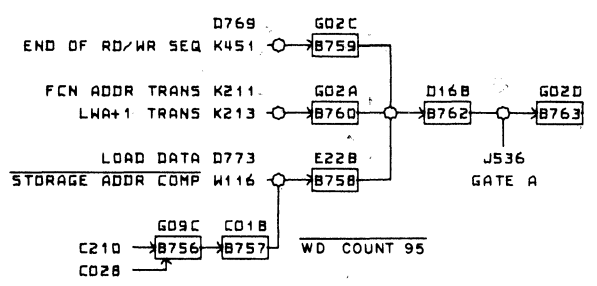 D769 G02C
END OF RD/WR SEQ K451 B759
FCN ADDR TRANS K211 G02A D16B G02D
LWA+1 TRANS K213 B760 B762 B763
LOAD DATA D773 E22B J536
STORAGE ADDR COMP W116 B758 GATE A
G09C C01B
C210 B756 B757 WD COUNT 95
C028